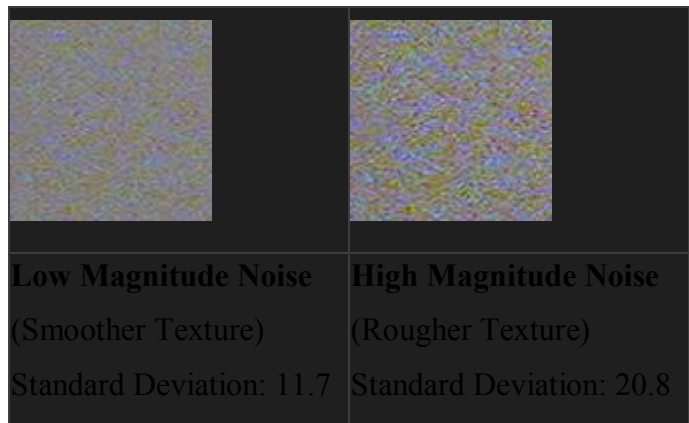 Low Magnitude Noise
(Smoother Texture)
Standard Deviation: 11.7
High Magnitude Noise
(Rougher Texture)
Standard Deviation: 20.8